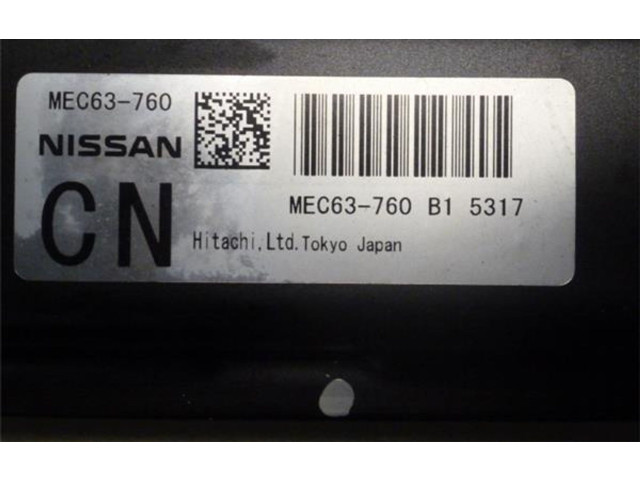 MEC63-760
NISSAN
CN
MEC63-760 B1 5317
Hitachi,Ltd.Tokyo Japan